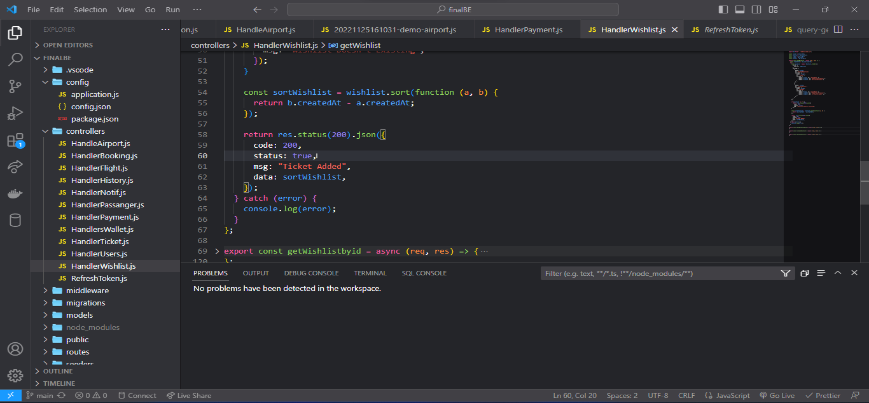 File Edit Selection View Go Run ··· finalBE
EXPLORER ···
OPEN EDITORS
FINALBE
.vscode
config
application.js
config.json
package.json
controllers
HandleAirport.js
HandlerBooking.js
HandlerFlight.js
HandlerHistory.js
HandlerNotif.js
HandlerPassanger.js
HandlerPayment.js
HandlersWallet.js
HandlerTicket.js
HandlerUsers.js
HandlerWishlist.js
RefreshToken.js
middleware
migrations
models
node_modules
public
routes
OUTLINE
TIMELINE
on.js HandleAirport.js 20221125161031-demo-airport.js HandlerPayment.js HandlerWishlist.js RefreshToken.js query-ge
controllers > HandlerWishlist.js > getWishlist
51 });
52 }
53
54 const sortWishlist = wishlist.sort(function (a, b) {
55 return b.createdAt - a.createdAt;
56 });
57
58 return res.status(200).json({
59 code: 200,
60 status: true,
61 msg: "Ticket Added",
62 data: sortWishlist,
63 });
64 } catch (error) {
65 console.log(error);
66 }
67 };
68
69 export const getWishlistbyid = async (req, res) => {···
120 };
PROBLEMS OUTPUT DEBUG CONSOLE TERMINAL SQL CONSOLE Filter (e.g. text, **/*.ts, !**/node_modules/**)
No problems have been detected in the workspace.
main 0 0 Connect Live Share Ln 60, Col 20 Spaces: 2 UTF-8 CRLF JavaScript Go Live Prettier